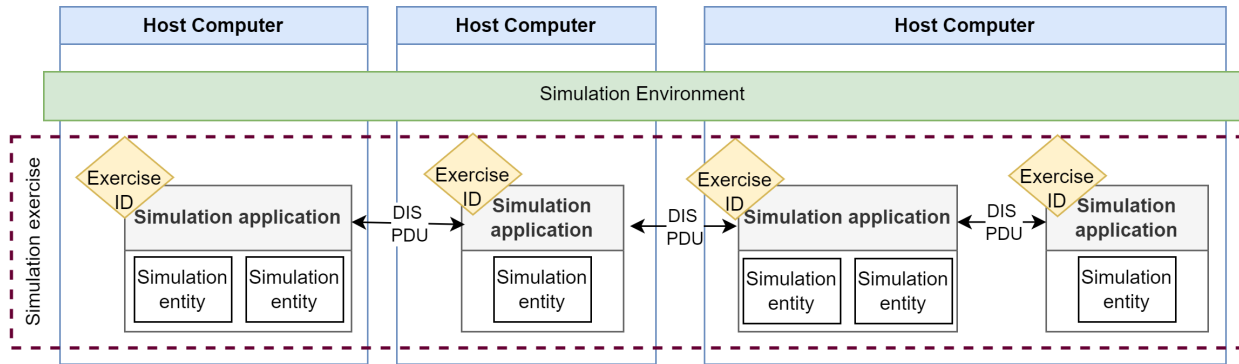 Host Computer
Host Computer
Host Computer
Simulation Environment
Simulation exercise
Exercise
ID
Simulation application
Simulation
entity
Simulation
entity
DIS
PDU
Exercise
ID
Simulation
application
Simulation
entity
DIS
PDU
Exercise
ID
Simulation application
Simulation
entity
Simulation
entity
DIS
PDU
Exercise
ID
Simulation
application
Simulation
entity